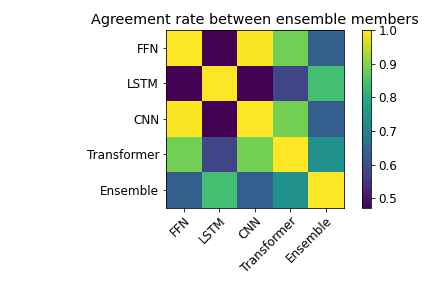 Agreement rate between ensemble members
FFN
LSTM
CNN
Transformer
Ensemble
FFN
LSTM
CNN
Transformer
Ensemble
1.0
0.9
0.8
0.7
0.6
0.5